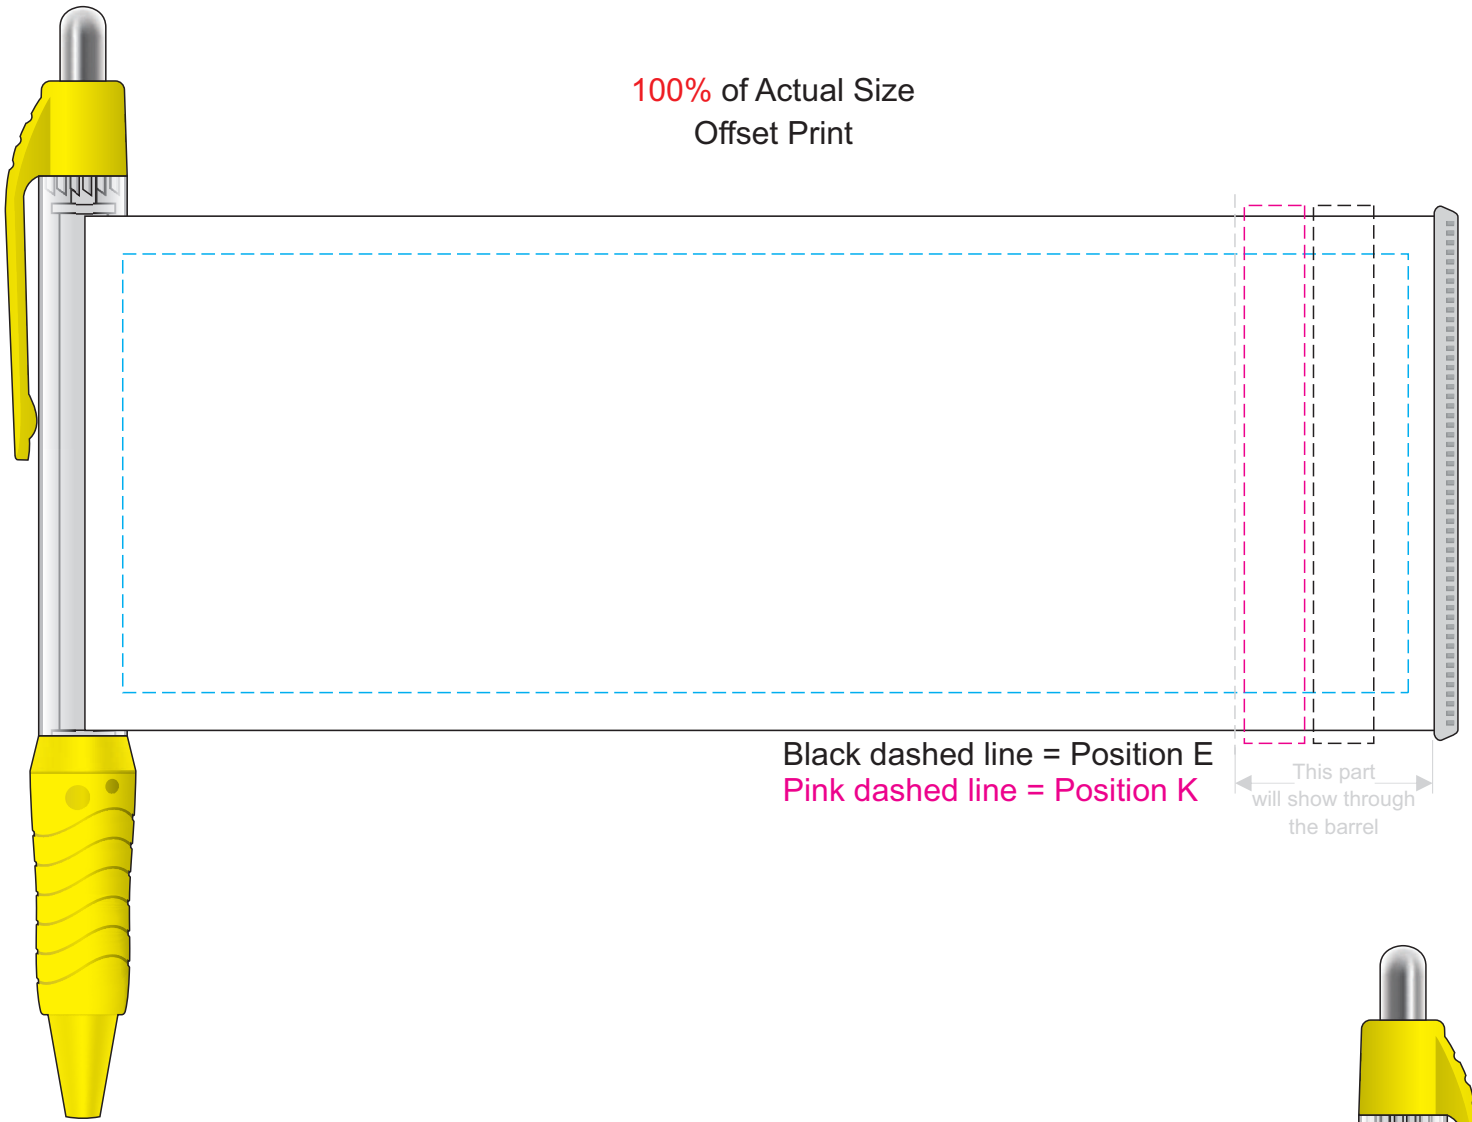 100% of Actual Size
Offset Print
Black dashed line = Position E
Pink dashed line = Position K
This part
will show through
the barrel